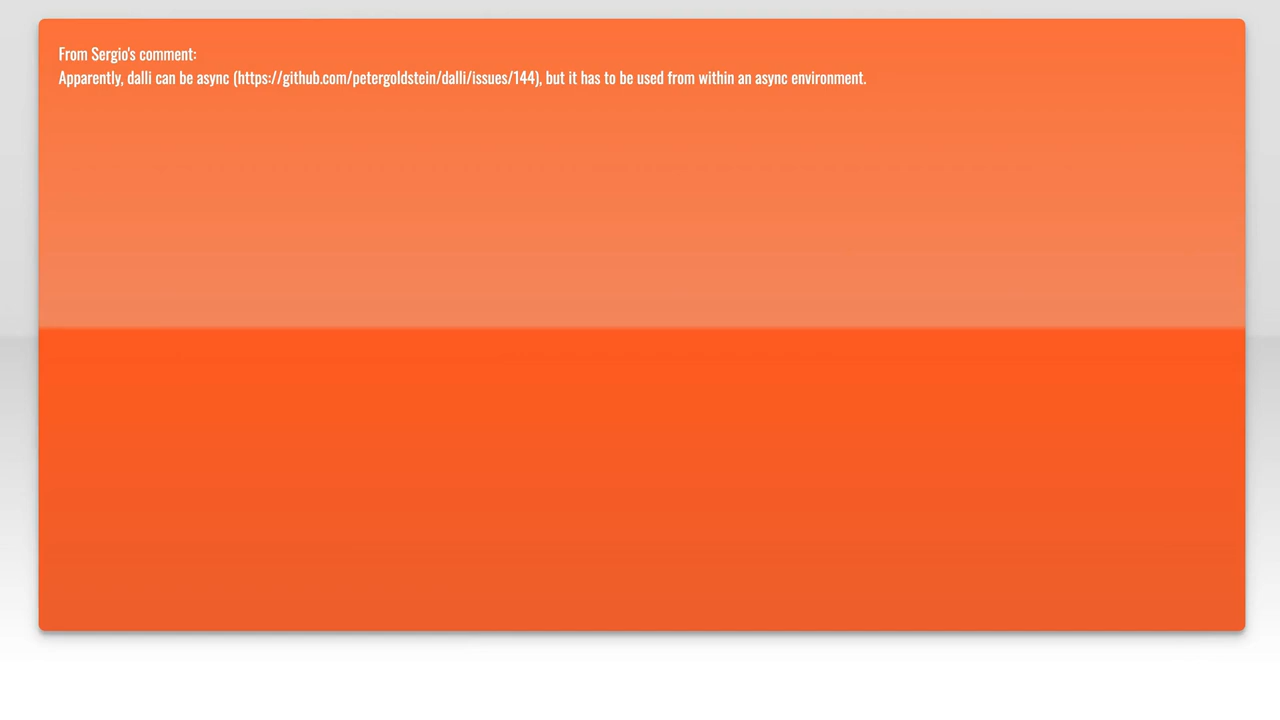 From Sergio's comment:
Apparently, dalli can be async (https://github.com/petergoldstein/dalli/issues/144), but it has to be used from within an async environment.